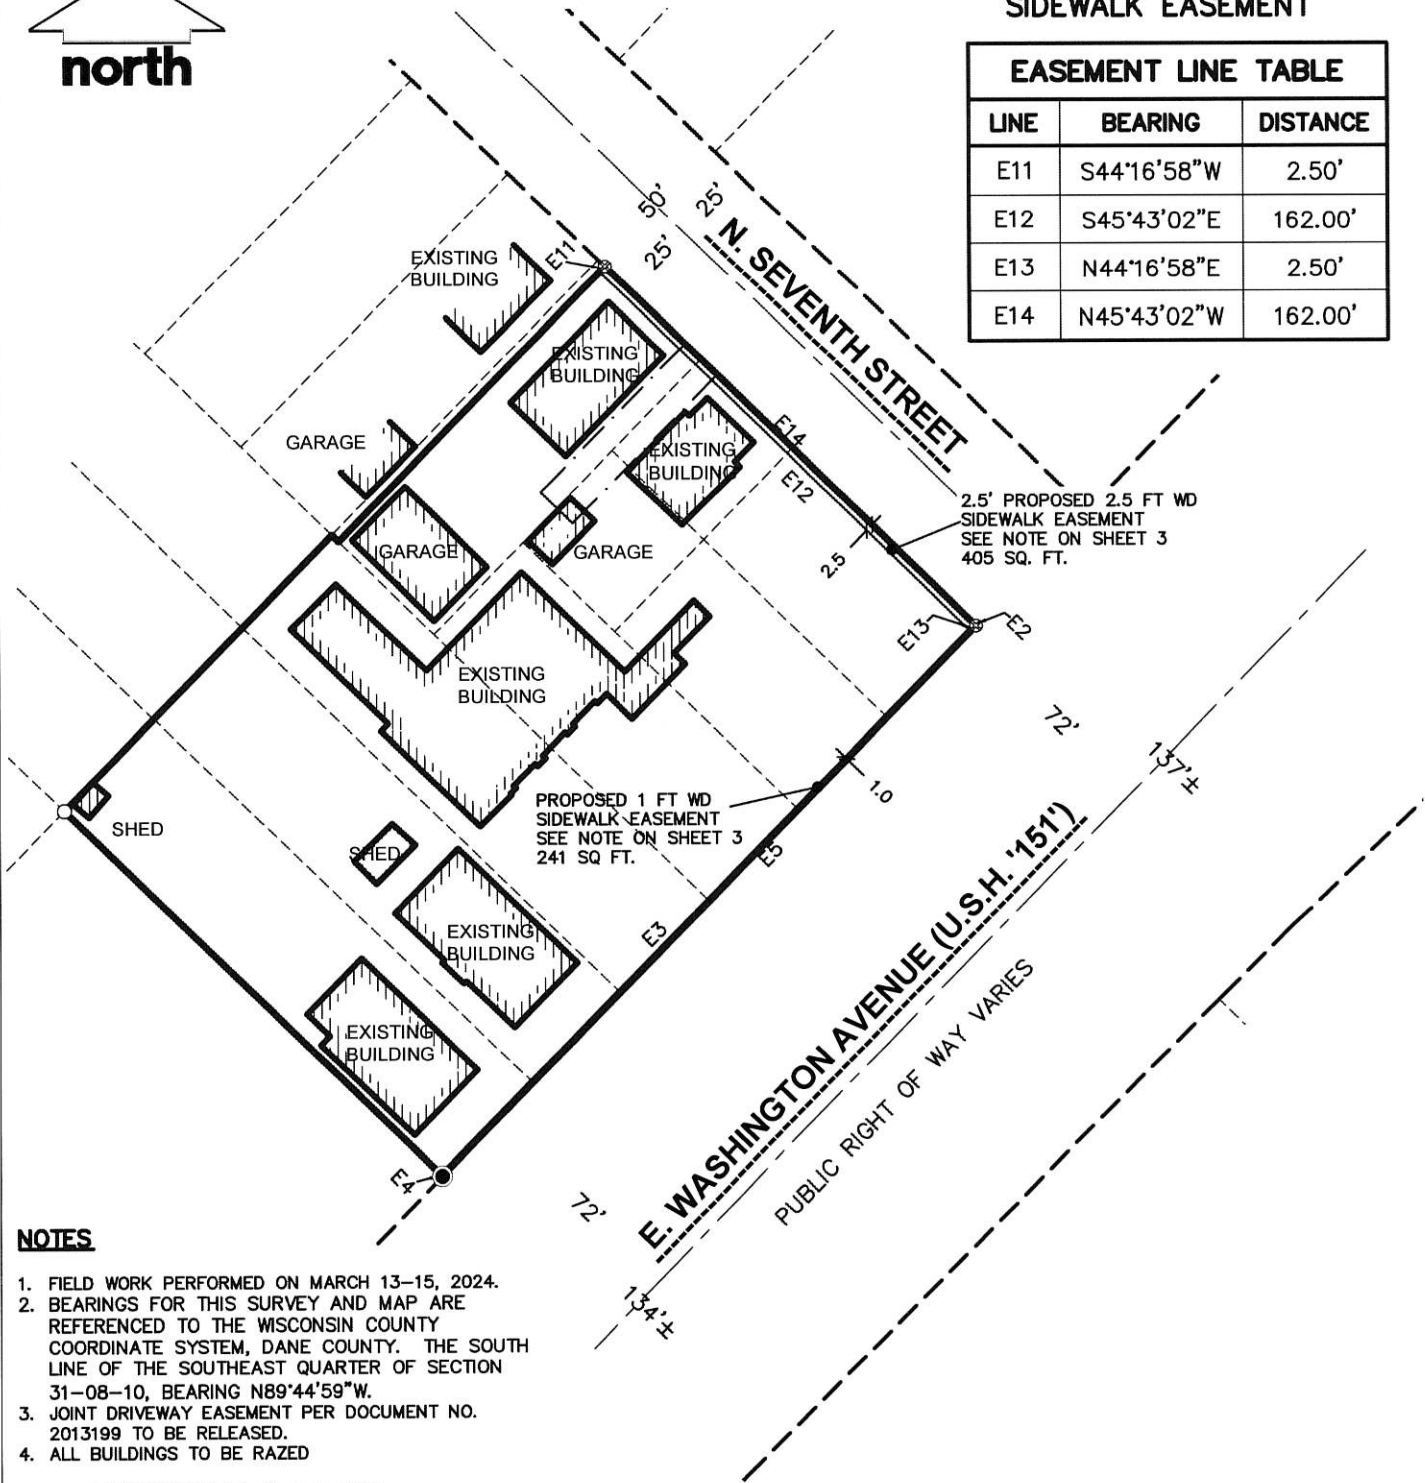 SIDEWALK EASEMENT
north
EASEMENT LINE TABLE
LINE BEARING DISTANCE
E11 S44°16'58"W 2.50'
E12 S45°43'02"E 162.00'
E13 N44°16'58"E 2.50'
E14 N45°43'02"W 162.00'
50'
25'
25'
N. SEVENTH STREET
E11
EXISTING
BUILDING
EXISTING
BUILDING
GARAGE
EXISTING
BUILDING
E14
E12
2.5' PROPOSED 2.5 FT WD
SIDEWALK EASEMENT
SEE NOTE ON SHEET 3
405 SQ. FT.
GARAGE
GARAGE
2.5
E13
E2
EXISTING
BUILDING
72'
137'±
1.0
PROPOSED 1 FT WD
SIDEWALK EASEMENT
SEE NOTE ON SHEET 3
241 SQ FT.
SHED
SHED
E5
E3
EXISTING
BUILDING
EXISTING
BUILDING
E. WASHINGTON AVENUE (U.S.H. '151')
PUBLIC RIGHT OF WAY VARIES
E4
72'
134'±
NOTES
1. FIELD WORK PERFORMED ON MARCH 13-15, 2024.
2. BEARINGS FOR THIS SURVEY AND MAP ARE
REFERENCED TO THE WISCONSIN COUNTY
COORDINATE SYSTEM, DANE COUNTY. THE SOUTH
LINE OF THE SOUTHEAST QUARTER OF SECTION
31-08-10, BEARING N89°44'59"W.
3. JOINT DRIVEWAY EASEMENT PER DOCUMENT NO.
2013199 TO BE RELEASED.
4. ALL BUILDINGS TO BE RAZED